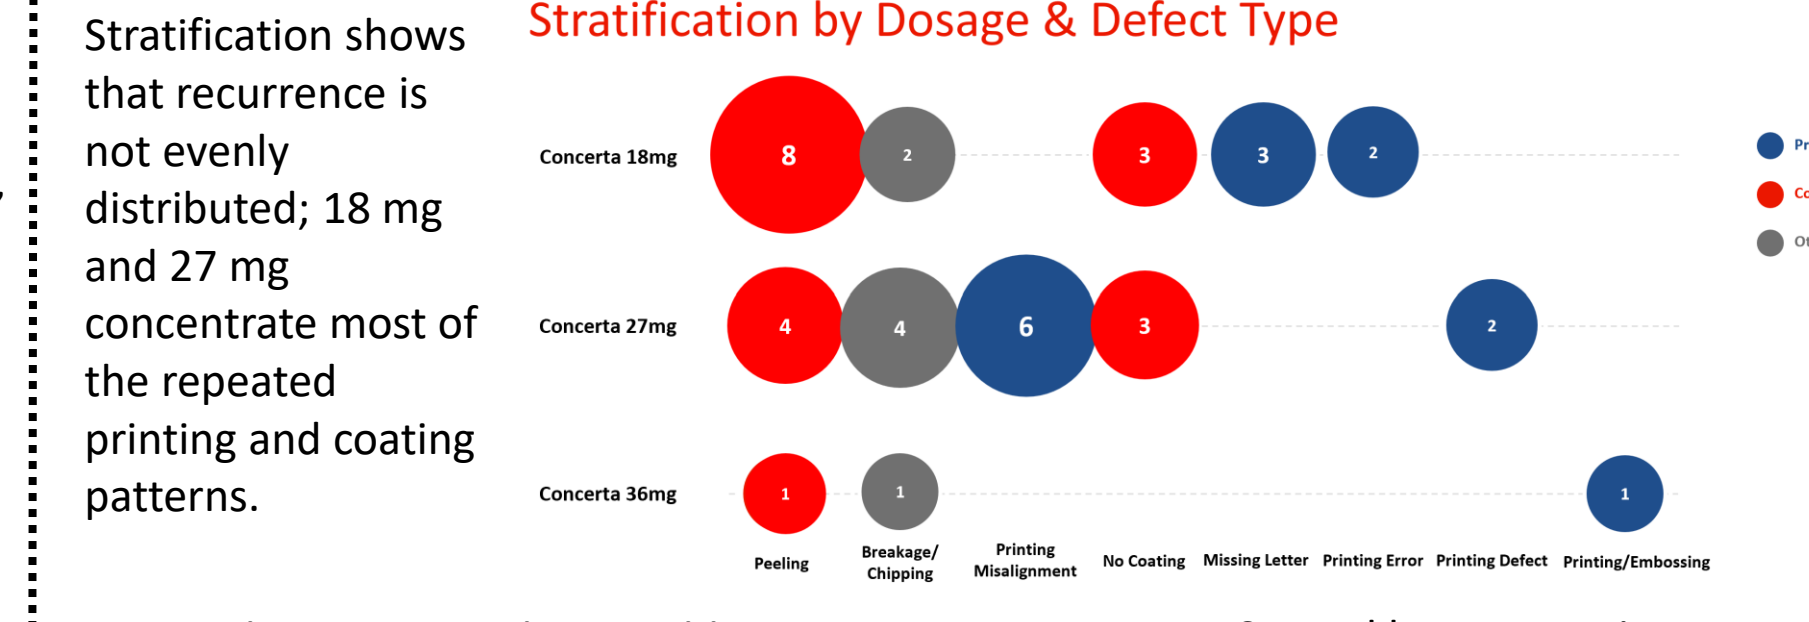 Stratification shows
that recurrence is
not evenly
distributed; 18 mg
and 27 mg
concentrate most of
the repeated
printing and coating
patterns.
Stratification by Dosage & Defect Type
Concerta 18mg
8
2
3
3
2
Concerta 27mg
4
4
6
3
2
Concerta 36mg
1
1
1
Peeling
Breakage/
Chipping
Printing
Misalignment
No Coating
Missing Letter
Printing Error
Printing Defect
Printing/Embossing
Pr
Co
Ot